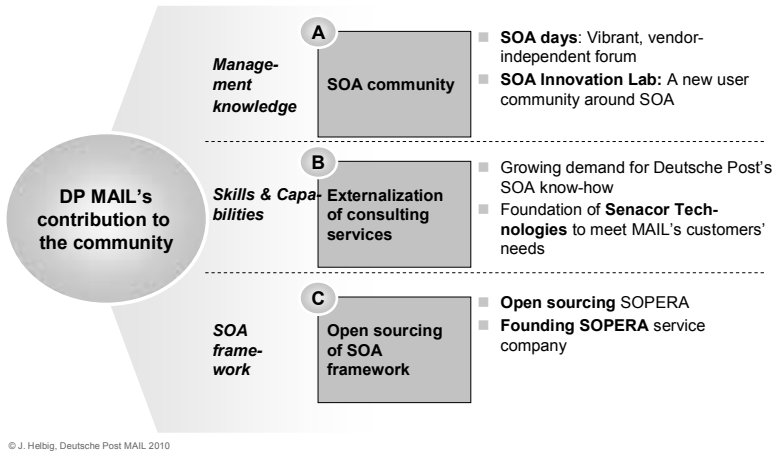 DP MAIL's
contribution to
the community
A
Manage-
ment
knowledge
SOA community
SOA days: Vibrant, vendor-
independent forum
SOA Innovation Lab: A new user
community around SOA
B
Skills & Capa-
bilities
Externalization
of consulting
services
Growing demand for Deutsche Post's
SOA know-how
Foundation of Senacor Tech-
nologies to meet MAIL's customers'
needs
C
SOA
frame-
work
Open sourcing
of SOA
framework
Open sourcing SOPERA
Founding SOPERA service
company
© J. Helbig, Deutsche Post MAIL 2010